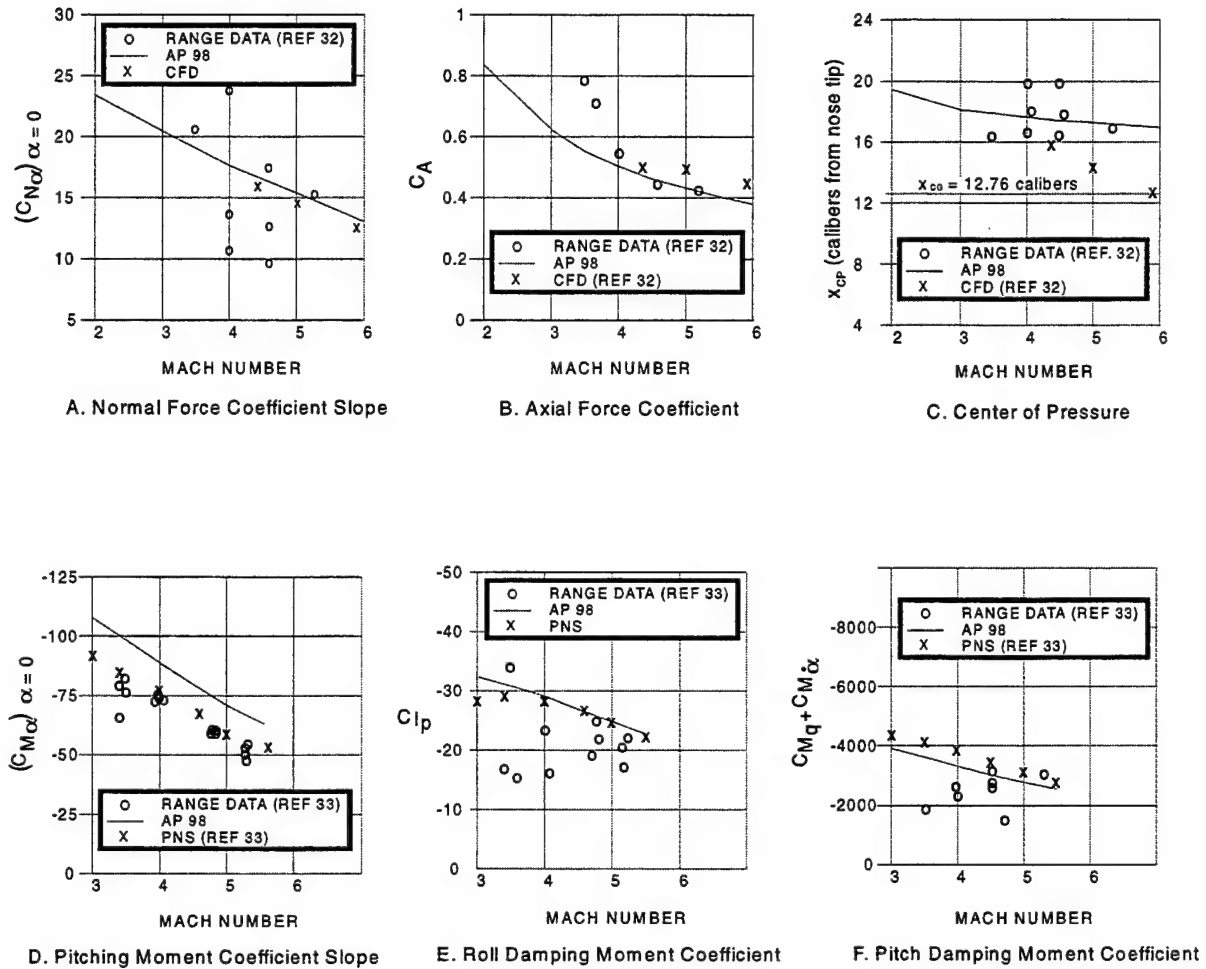 30
25
20
15
10
5
(CNα) α = 0
O RANGE DATA (REF 32)
AP 98
X CFD
2 3 4 5 6
MACH NUMBER
A. Normal Force Coefficient Slope
1
0.8
0.6
0.4
0.2
0
CA
O RANGE DATA (REF 32)
AP 98
X CFD (REF 32)
2 3 4 5 6
MACH NUMBER
B. Axial Force Coefficient
24
20
16
12
8
4
XCP (calibers from nose tip)
XCG = 12.76 calibers
O RANGE DATA (REF. 32)
AP 98
X CFD (REF 32)
2 3 4 5 6
MACH NUMBER
C. Center of Pressure
-125
-100
-75
-50
-25
0
(CMα) α = 0
O RANGE DATA (REF 33)
AP 98
X PNS (REF 33)
3 4 5 6
MACH NUMBER
D. Pitching Moment Coefficient Slope
-50
-40
-30
-20
-10
0
Clp
O RANGE DATA (REF 33)
AP 98
X PNS
3 4 5 6
MACH NUMBER
E. Roll Damping Moment Coefficient
-8000
-6000
-4000
-2000
0
CMq + CMα̇
O RANGE DATA (REF 33)
AP 98
X PNS (REF 33)
3 4 5 6
MACH NUMBER
F. Pitch Damping Moment Coefficient